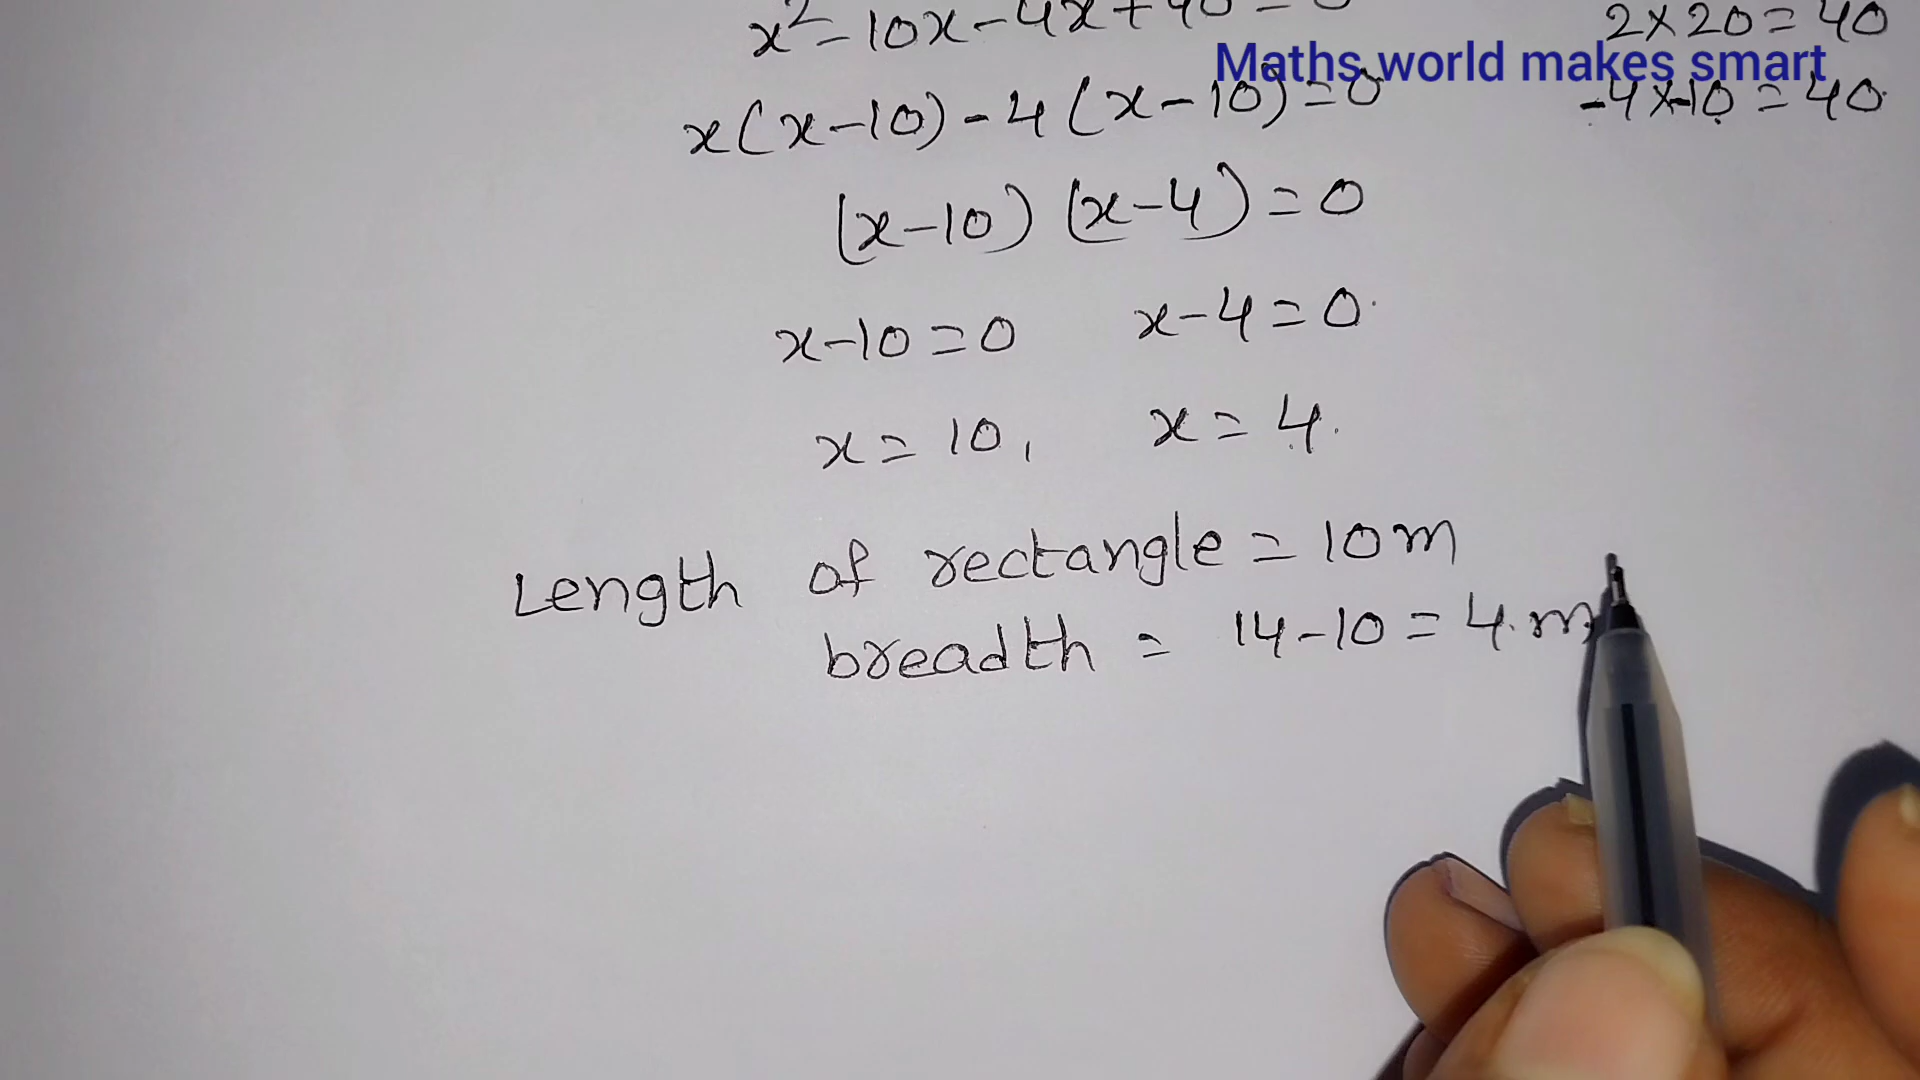 x²-10x-4x+40=0
2×20=40
Maths world makes smart
x(x-10)-4(x-10)=0
-4×-10=40
(x-10)(x-4)=0
x-10=0 x-4=0
x=10, x=4.
Length of rectangle = 10m
breadth = 14-10=4.m